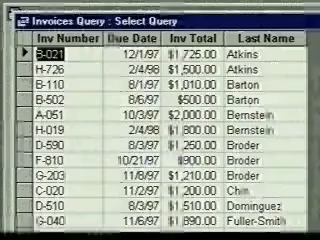 Invoices Query : Select Query
Inv Number Due Date Inv Total Last Name
B-021 12/1/97 $1,725.00 Atkins
H-726 2/4/98 $1,500.00 Atkins
B-110 8/1/97 $1,010.00 Barton
B-502 8/6/97 $500.00 Barton
A-051 10/3/97 $2,000.00 Bernstein
H-019 2/4/98 $1,800.00 Bernstein
D-590 8/3/97 $1,250.00 Broder
F-810 10/21/97 $900.00 Broder
G-203 11/8/97 $1,210.00 Broder
C-020 11/2/97 $1,200.00 Chin
D-510 8/3/97 $1,510.00 Dominguez
G-040 11/6/97 $1,890.00 Fuller-Smith